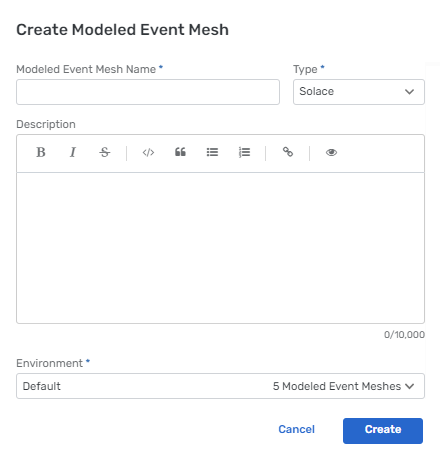 Create Modeled Event Mesh
Modeled Event Mesh Name * Type *
Solace
Description
B I S </>
0/10,000
Environment *
Default 5 Modeled Event Meshes
Cancel Create